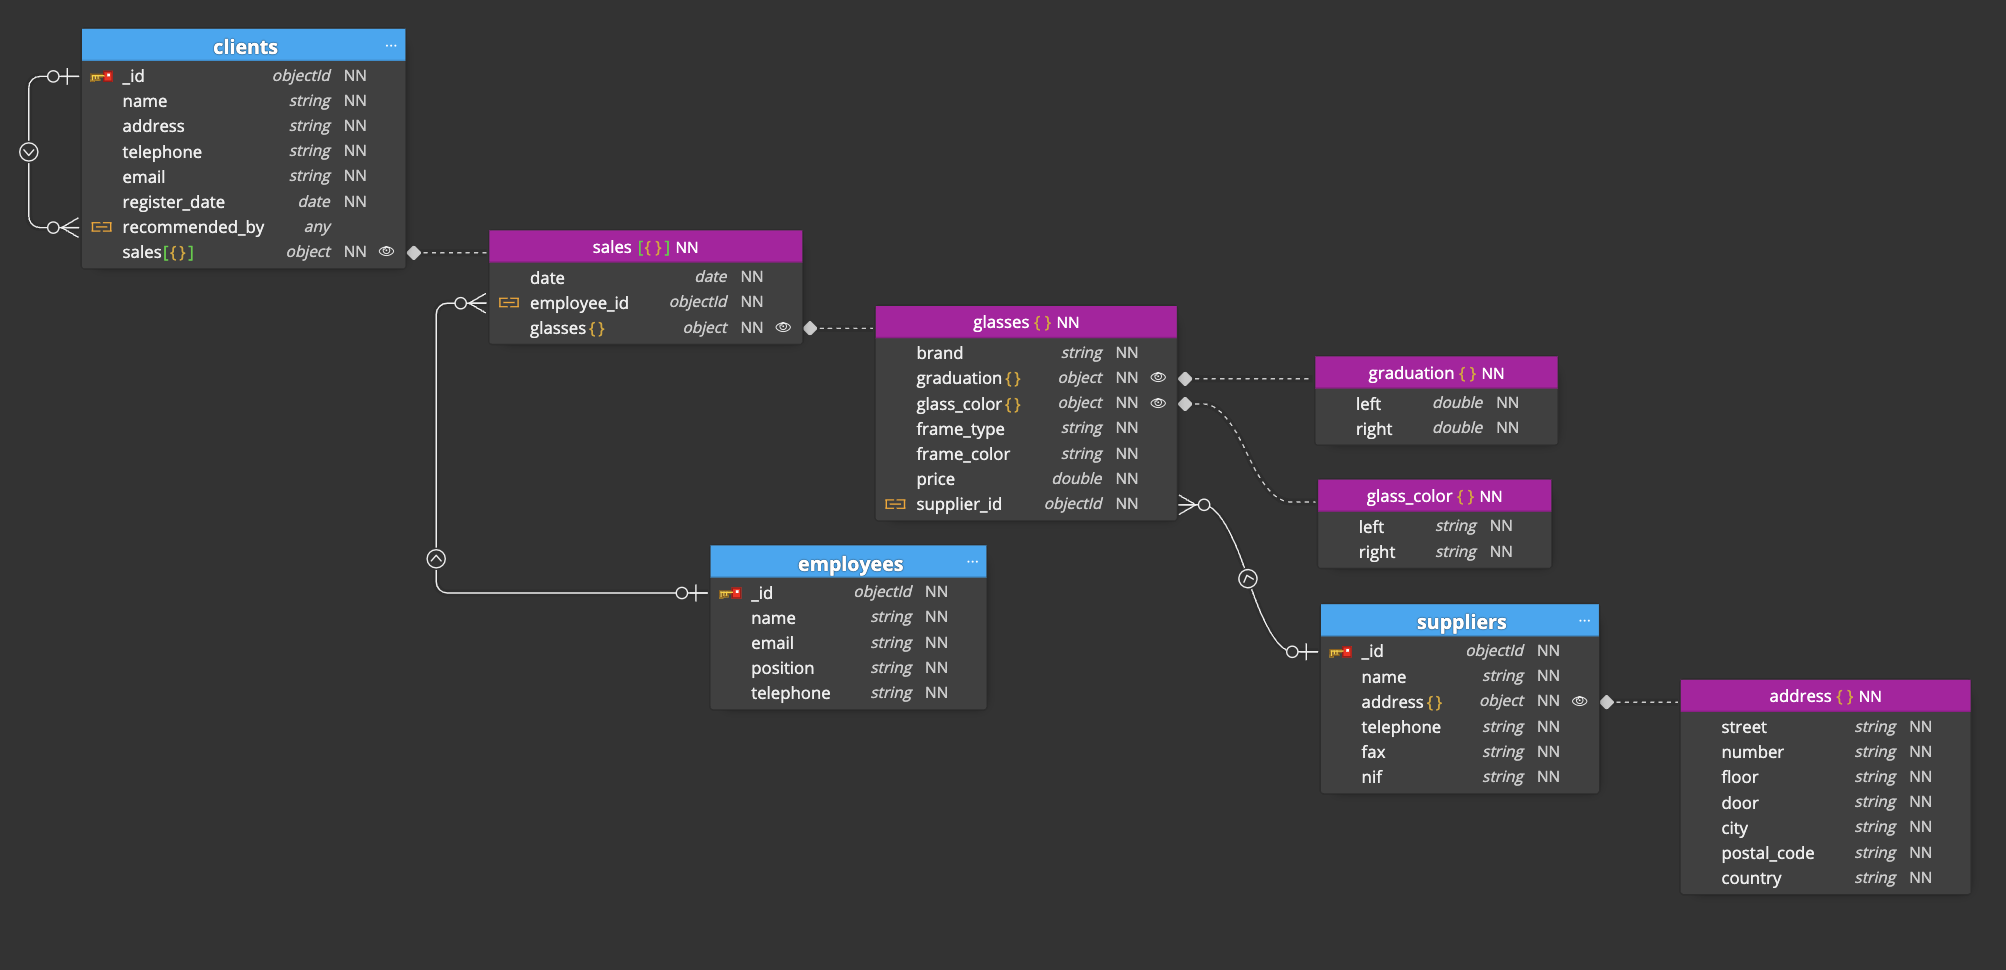 clients ...
_id objectId NN
name string NN
address string NN
telephone string NN
email string NN
register_date date NN
recommended_by any
sales[{}] object NN
sales [{}] NN
date date NN
employee_id objectId NN
glasses{} object NN
glasses {} NN
brand string NN
graduation{} object NN
glass_color{} object NN
frame_type string NN
frame_color string NN
price double NN
supplier_id objectId NN
graduation {} NN
left double NN
right double NN
glass_color {} NN
left string NN
right string NN
employees ...
_id objectId NN
name string NN
email string NN
position string NN
telephone string NN
suppliers ...
_id objectId NN
name string NN
address{} object NN
telephone string NN
fax string NN
nif string NN
address {} NN
street string NN
number string NN
floor string NN
door string NN
city string NN
postal_code string NN
country string NN